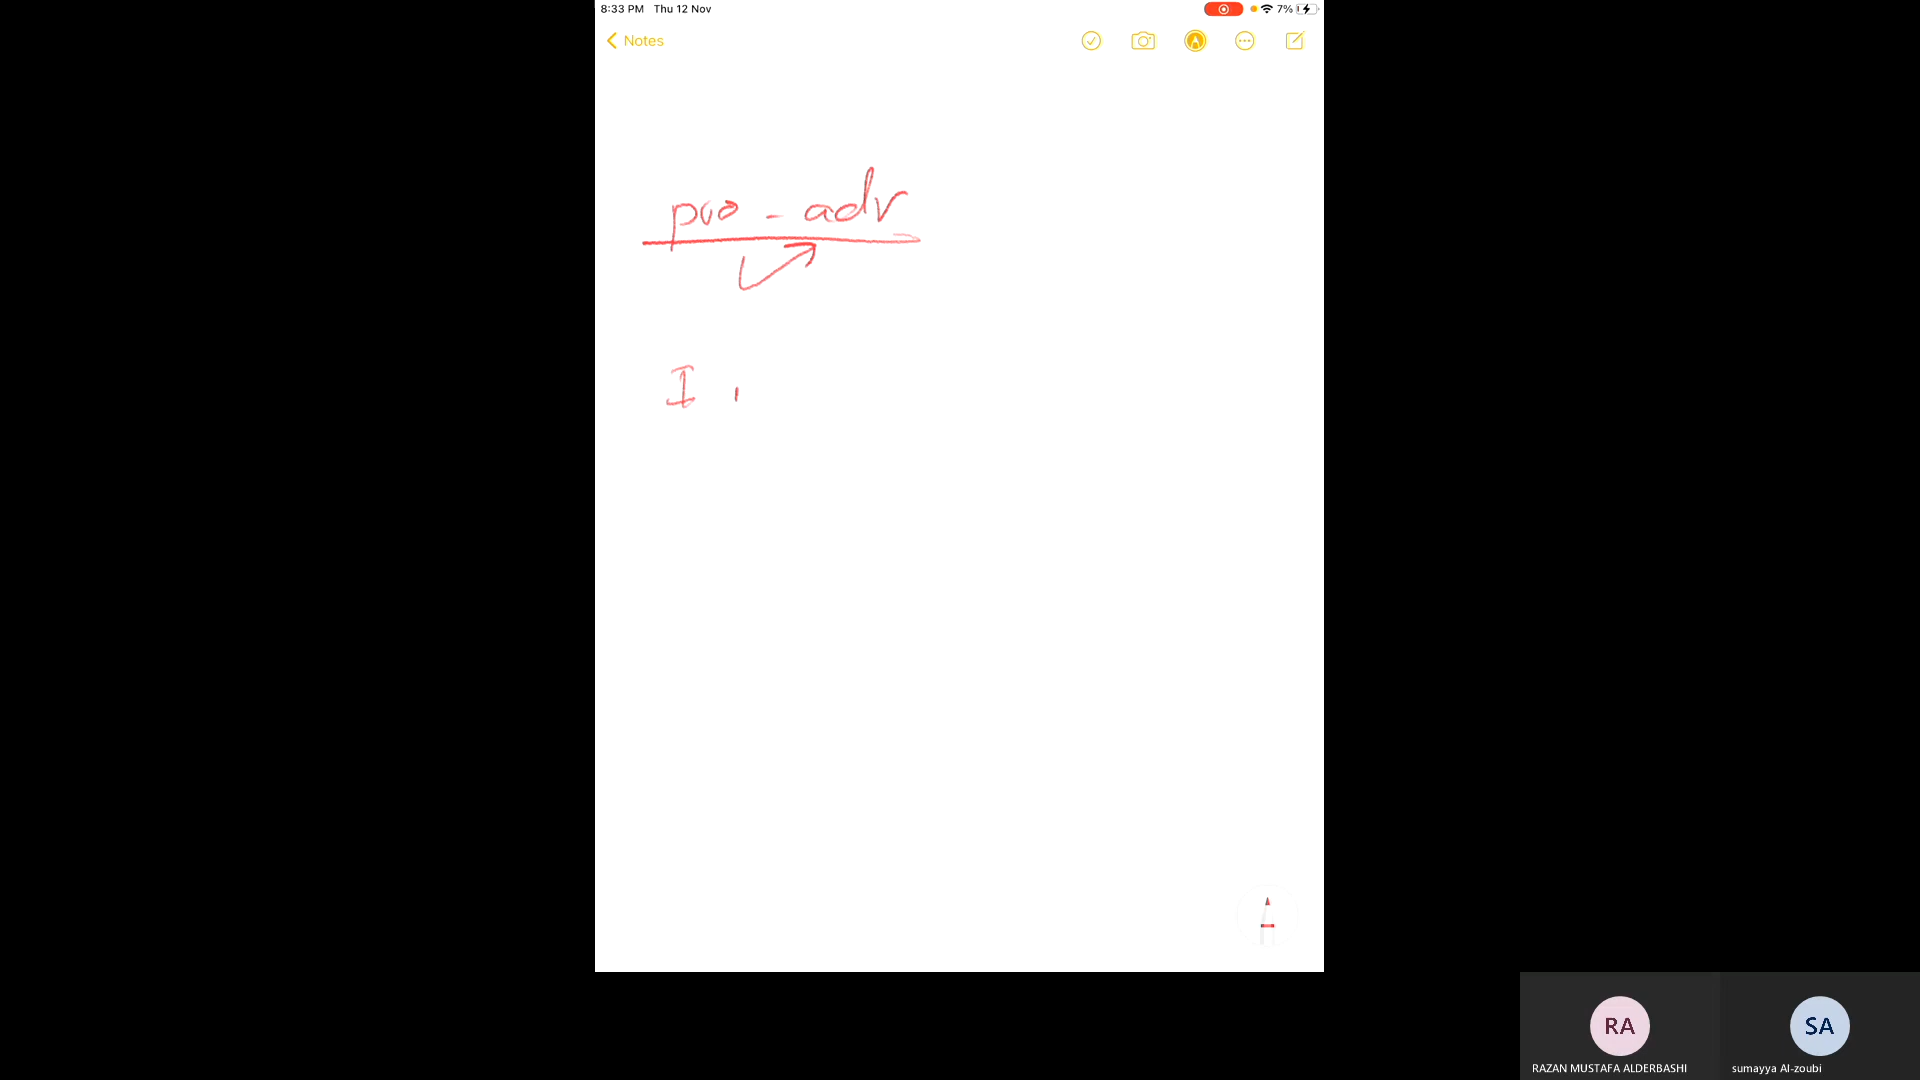 8:33 PM Thu 12 Nov 7%
Notes
pro - adv
I
RA SA
RAZAN MUSTAFA ALDERBASHI sumayya Al-zoubi